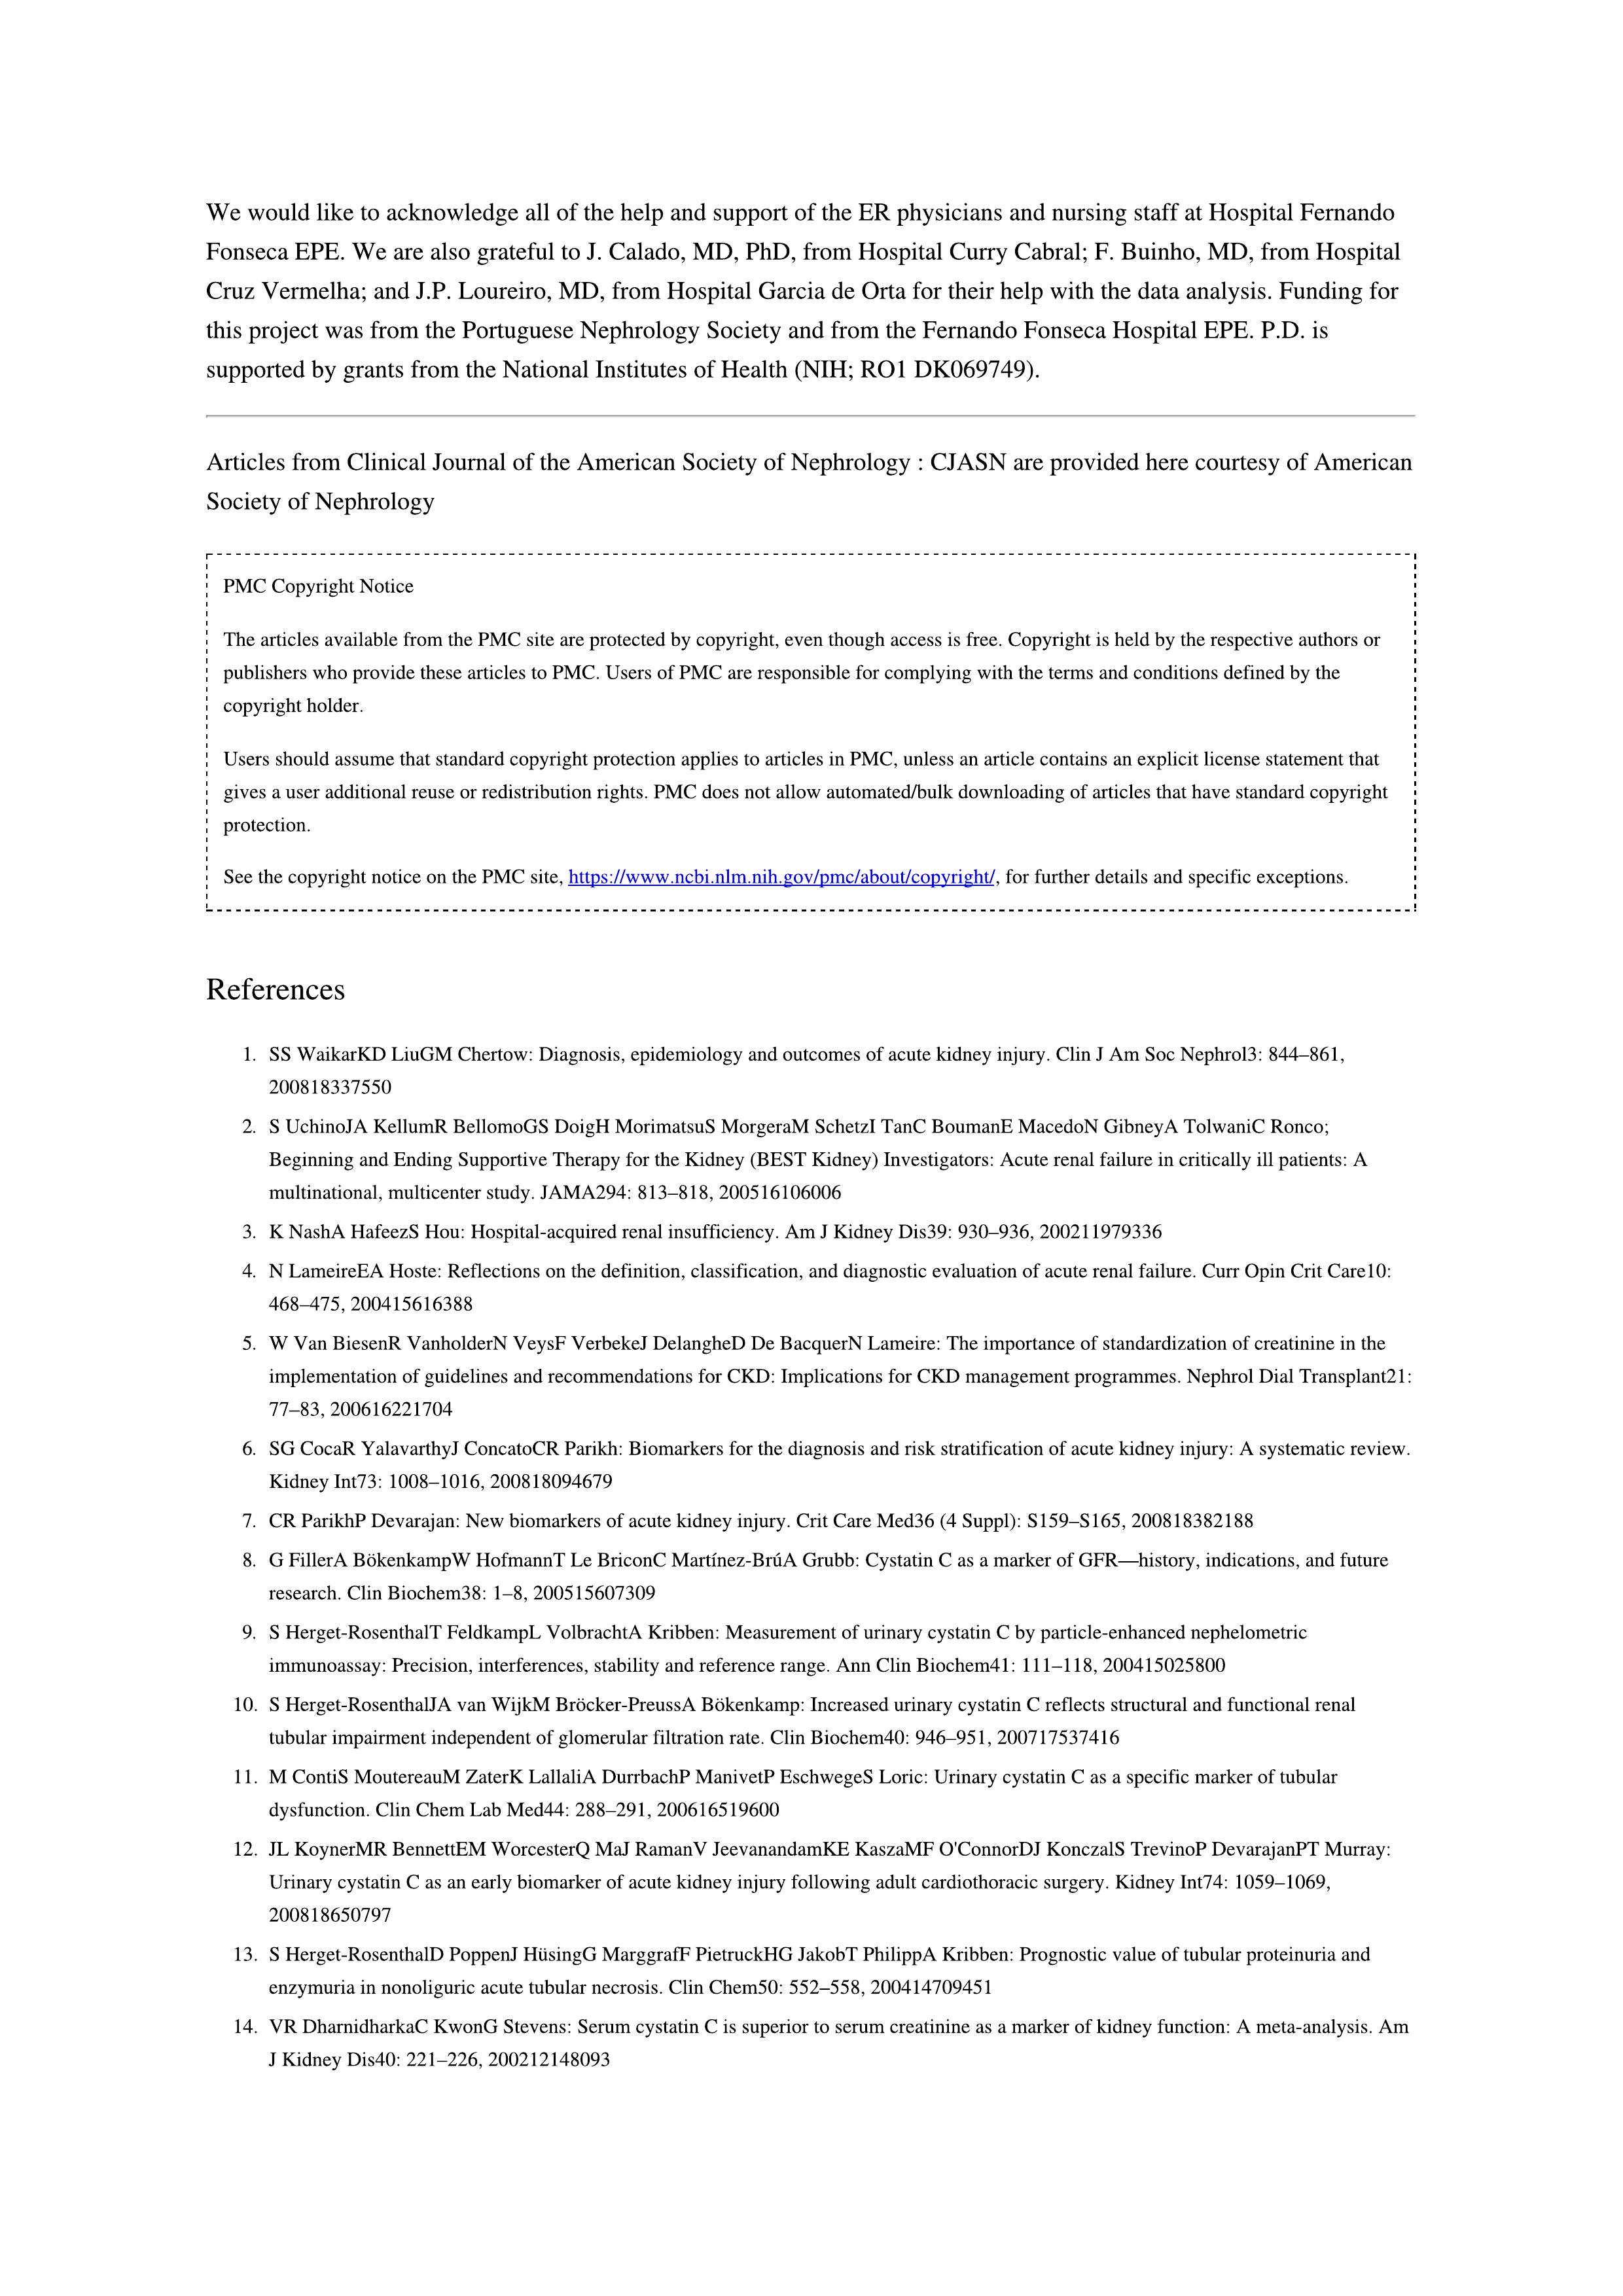 We would like to acknowledge all of the help and support of the ER physicians and nursing staff at Hospital Fernando
Fonseca EPE. We are also grateful to J. Calado, MD, PhD, from Hospital Curry Cabral; F. Buinho, MD, from Hospital
Cruz Vermelha; and J.P. Loureiro, MD, from Hospital Garcia de Orta for their help with the data analysis. Funding for
this project was from the Portuguese Nephrology Society and from the Fernando Fonseca Hospital EPE. P.D. is
supported by grants from the National Institutes of Health (NIH; RO1 DK069749).
Articles from Clinical Journal of the American Society of Nephrology : CJASN are provided here courtesy of American
Society of Nephrology
PMC Copyright Notice
The articles available from the PMC site are protected by copyright, even though access is free. Copyright is held by the respective authors or
publishers who provide these articles to PMC. Users of PMC are responsible for complying with the terms and conditions defined by the
copyright holder.
Users should assume that standard copyright protection applies to articles in PMC, unless an article contains an explicit license statement that
gives a user additional reuse or redistribution rights. PMC does not allow automated/bulk downloading of articles that have standard copyright
protection.
See the copyright notice on the PMC site, https://www.ncbi.nlm.nih.gov/pmc/about/copyright/, for further details and specific exceptions.
References
1. SS WaikarKD LiuGM Chertow: Diagnosis, epidemiology and outcomes of acute kidney injury. Clin J Am Soc Nephrol3: 844–861,
200818337550
2. S UchinoJA KellumR BellomoGS DoigH MorimatsuS MorgeraM SchetzI TanC BoumanE MacedoN GibneyA TolwaniC Ronco;
Beginning and Ending Supportive Therapy for the Kidney (BEST Kidney) Investigators: Acute renal failure in critically ill patients: A
multinational, multicenter study. JAMA294: 813–818, 200516106006
3. K NashA HafeezS Hou: Hospital-acquired renal insufficiency. Am J Kidney Dis39: 930–936, 200211979336
4. N LameireEA Hoste: Reflections on the definition, classification, and diagnostic evaluation of acute renal failure. Curr Opin Crit Care10:
468–475, 200415616388
5. W Van BiesenR VanholderN VeysF VerbekeJ DelangheD De BacquerN Lameire: The importance of standardization of creatinine in the
implementation of guidelines and recommendations for CKD: Implications for CKD management programmes. Nephrol Dial Transplant21:
77–83, 200616221704
6. SG CocaR YalavarthyJ ConcatoCR Parikh: Biomarkers for the diagnosis and risk stratification of acute kidney injury: A systematic review.
Kidney Int73: 1008–1016, 200818094679
7. CR ParikhP Devarajan: New biomarkers of acute kidney injury. Crit Care Med36 (4 Suppl): S159–S165, 200818382188
8. G FillerA BökenkampW HofmannT Le BriconC Martínez-BrúA Grubb: Cystatin C as a marker of GFR—history, indications, and future
research. Clin Biochem38: 1–8, 200515607309
9. S Herget-RosenthalT FeldkampL VolbrachtA Kribben: Measurement of urinary cystatin C by particle-enhanced nephelometric
immunoassay: Precision, interferences, stability and reference range. Ann Clin Biochem41: 111–118, 200415025800
10. S Herget-RosenthalJA van WijkM Bröcker-PreussA Bökenkamp: Increased urinary cystatin C reflects structural and functional renal
tubular impairment independent of glomerular filtration rate. Clin Biochem40: 946–951, 200717537416
11. M ContiS MoutereauM ZaterK LallaliA DurrbachP ManivetP EschwegeS Loric: Urinary cystatin C as a specific marker of tubular
dysfunction. Clin Chem Lab Med44: 288–291, 200616519600
12. JL KoynerMR BennettEM WorcesterQ MaJ RamanV JeevanandamKE KaszaMF O'ConnorDJ KonczalS TrevinoP DevarajanPT Murray:
Urinary cystatin C as an early biomarker of acute kidney injury following adult cardiothoracic surgery. Kidney Int74: 1059–1069,
200818650797
13. S Herget-RosenthalD PoppenJ HüsingG MarggrafF PietruckHG JakobT PhilippA Kribben: Prognostic value of tubular proteinuria and
enzymuria in nonoliguric acute tubular necrosis. Clin Chem50: 552–558, 200414709451
14. VR DharnidharkaC KwonG Stevens: Serum cystatin C is superior to serum creatinine as a marker of kidney function: A meta-analysis. Am
J Kidney Dis40: 221–226, 200212148093